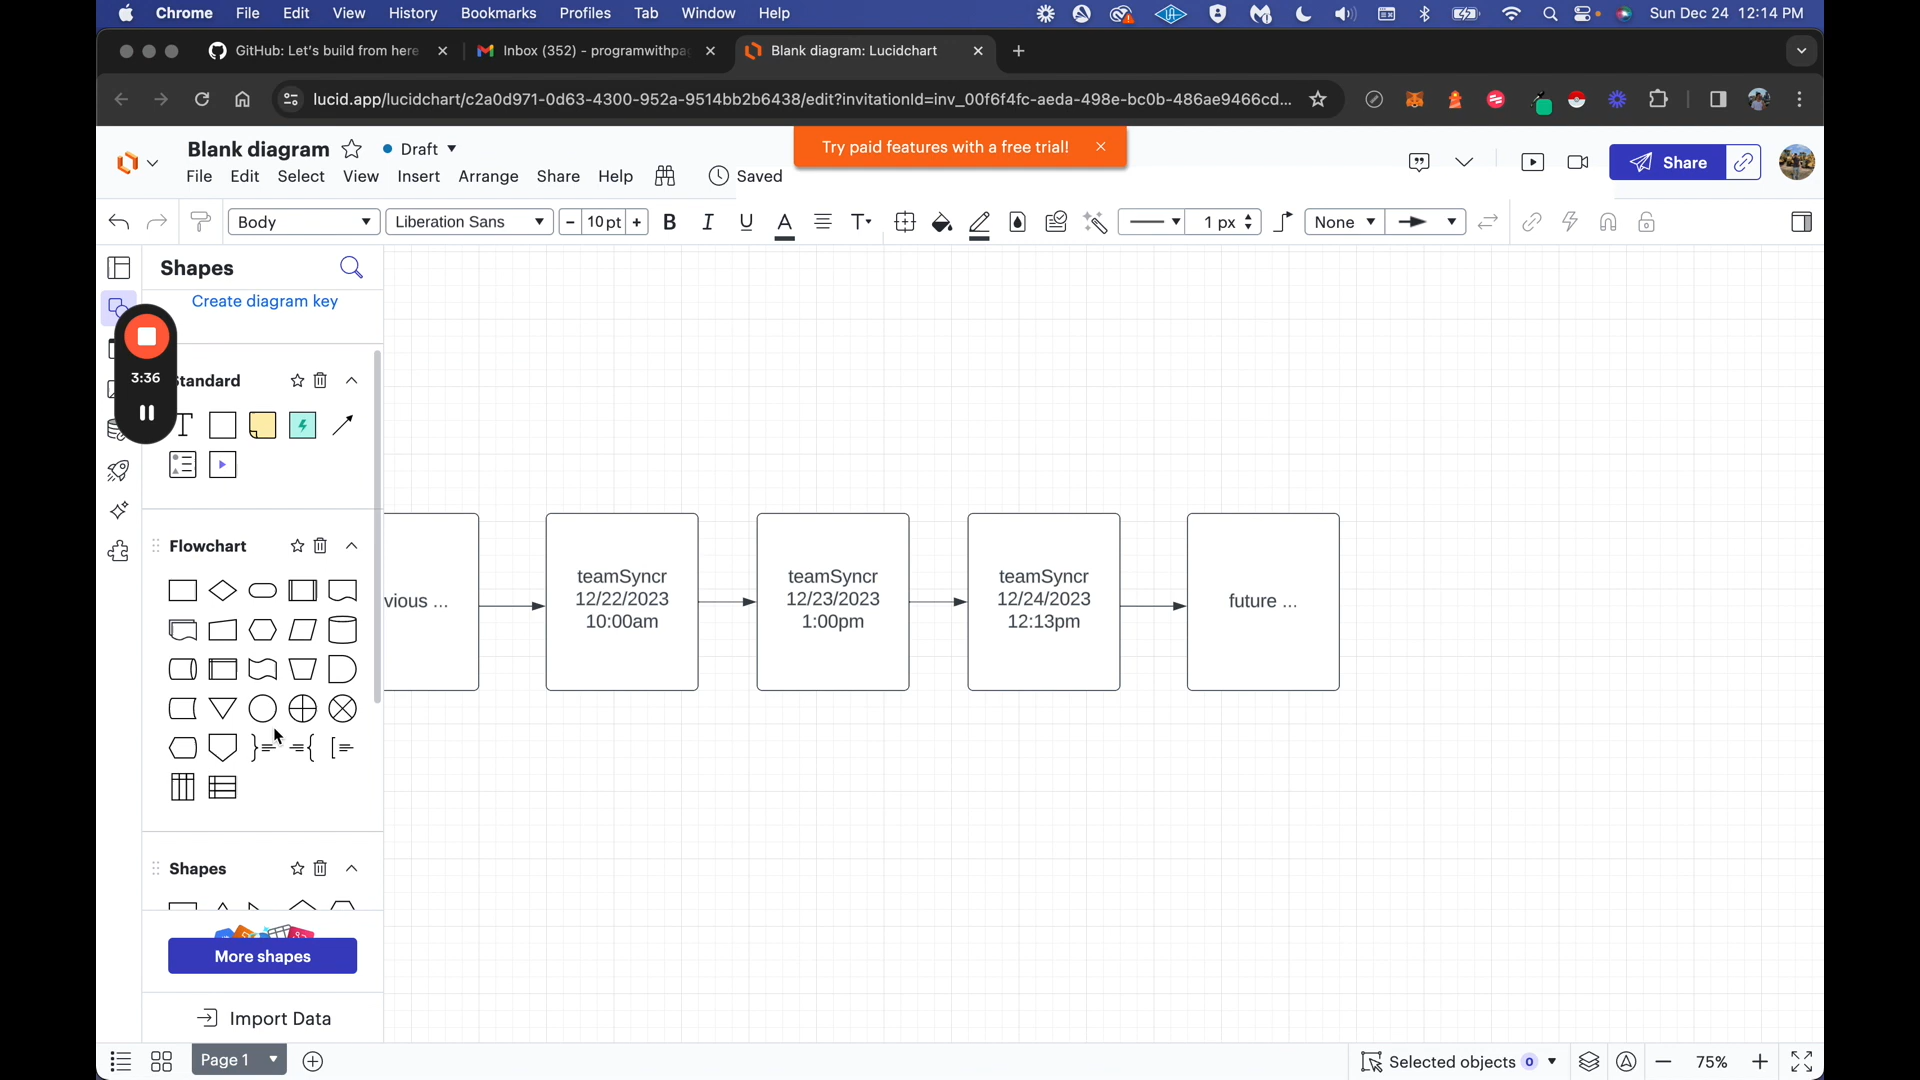 Chrome File Edit View History Bookmarks Profiles Tab Window Help Sun Dec 24 12:14 PM
GitHub: Let's build from here Inbox (352) - programwithpa Blank diagram: Lucidchart
lucid.app/lucidchart/c2a0d971-0d63-4300-952a-9514bb2b6438/edit?invitationId=inv_00f6f4fc-aeda-498e-bc0b-486ae9466cd...
Blank diagram Draft Try paid features with a free trial! Share
File Edit Select View Insert Arrange Share Help Saved
Body Liberation Sans - 10 pt + B I U A T 1 px None
Shapes
Create diagram key
3:36
Standard
T
Flowchart
vious ...
teamSyncr
12/22/2023
10:00am
teamSyncr
12/23/2023
1:00pm
teamSyncr
12/24/2023
12:13pm
future ...
Shapes
More shapes
Import Data
Page 1 Selected objects 0 75%